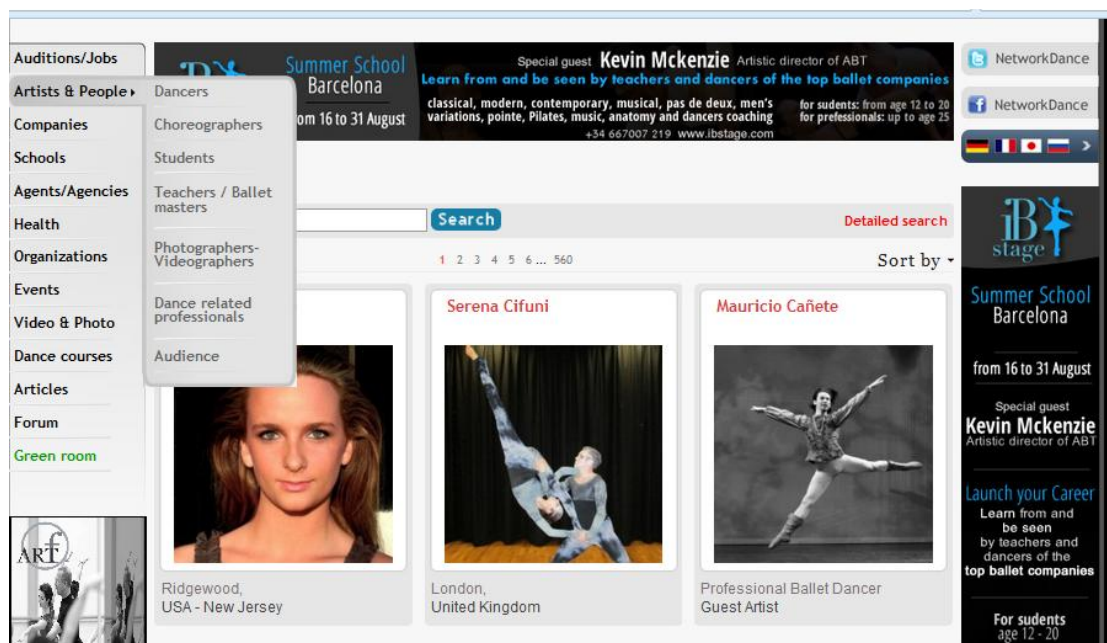 Auditions/Jobs
Artists & People
Companies
Schools
Agents/Agencies
Health
Organizations
Events
Video & Photo
Dance courses
Articles
Forum
Green room
Dancers
Choreographers
Students
Teachers / Ballet
masters
Photographers-
Videographers
Dance related
professionals
Audience
Summer School
Barcelona
om 16 to 31 August
Special guest Kevin Mckenzie Artistic director of ABT
Learn from and be seen by teachers and dancers of the top ballet companies
classical, modern, contemporary, musical, pas de deux, men's
variations, pointe, Pilates, music, anatomy and dancers coaching
for sudents: from age 12 to 20
for prefessionals: up to age 25
+34 667007 219 www.ibstage.com
Search
Detailed search
1 2 3 4 5 6 ... 560
Sort by
Serena Cifuni
Mauricio Cañete
Ridgewood,
USA - New Jersey
London,
United Kingdom
Professional Ballet Dancer
Guest Artist
NetworkDance
NetworkDance
iB
stage
Summer School
Barcelona
from 16 to 31 August
Special guest
Kevin Mckenzie
Artistic director of ABT
Launch your Career
Learn from and
be seen
by teachers and
dancers of the
top ballet companies
For sudents
age 12 - 20
ART
f